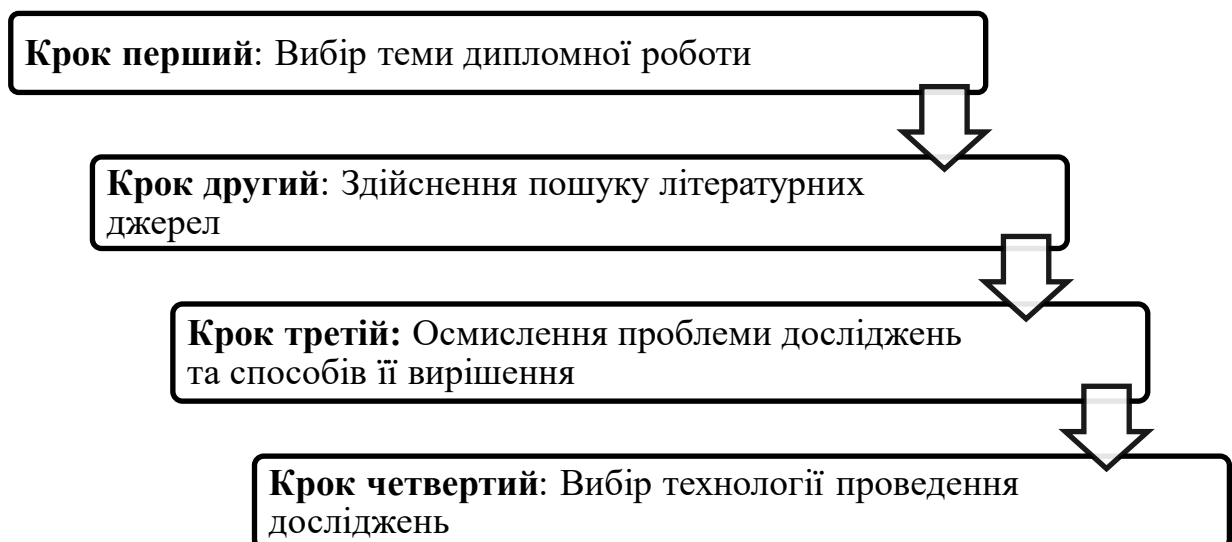 Крок перший: Вибір теми дипломної роботи
Крок другий: Здійснення пошуку літературних
джерел
Крок третій: Осмислення проблеми досліджень
та способів її вирішення
Крок четвертий: Вибір технології проведення
досліджень